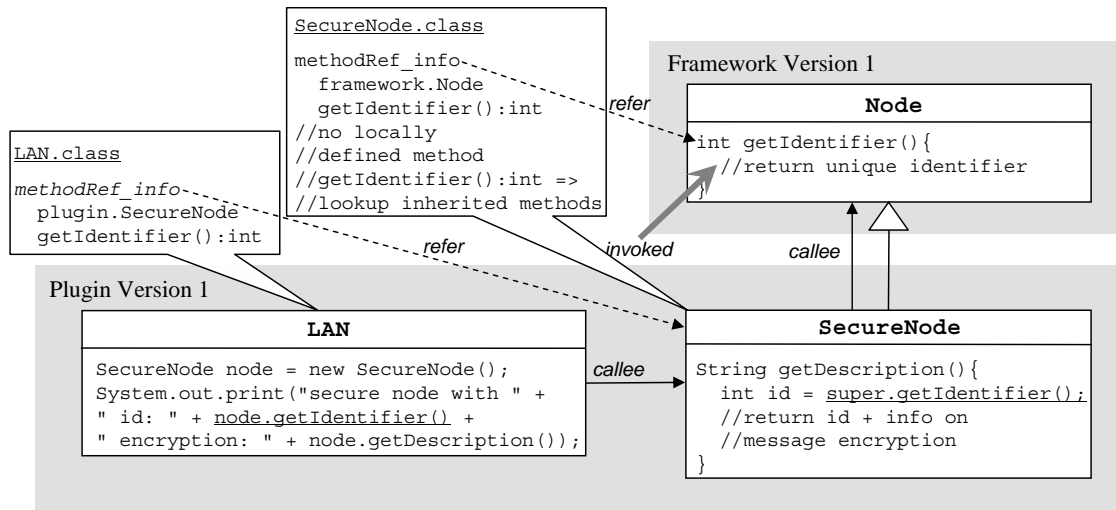 SecureNode.class
methodRef_info
framework.Node
getIdentifier():int
//no locally
//defined method
//getIdentifier():int =>
//lookup inherited methods
Framework Version 1
Node
int getIdentifier(){
//return unique identifier
}
refer
LAN.class
methodRef_info
plugin.SecureNode
getIdentifier():int
refer
invoked
callee
Plugin Version 1
LAN
SecureNode node = new SecureNode();
System.out.print("secure node with " +
" id: " + node.getIdentifier() +
" encryption: " + node.getDescription());
callee
SecureNode
String getDescription(){
int id = super.getIdentifier();
//return id + info on
//message encryption
}